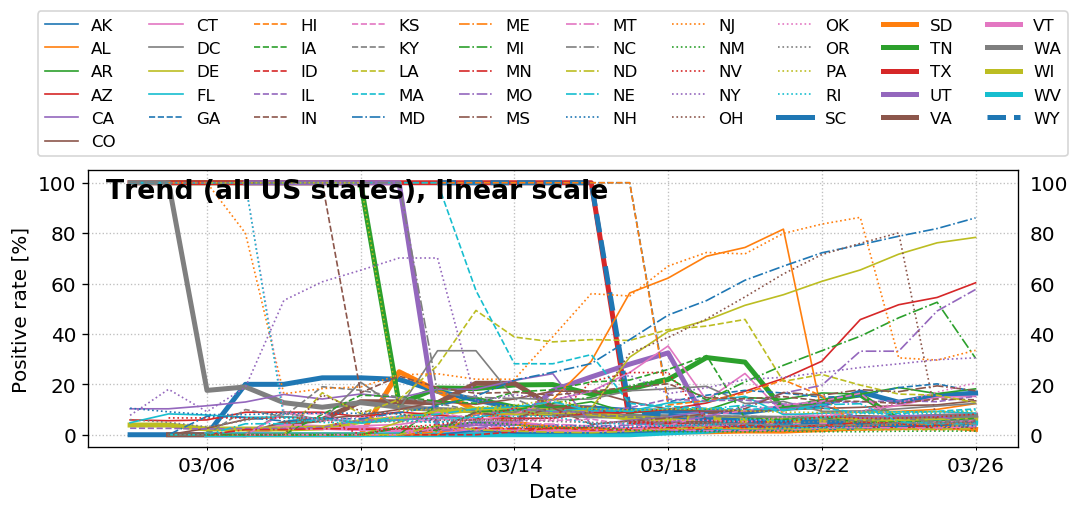 AK CT HI KS ME MT NJ OK SD VT
AL DC IA KY MI NC NM OR TN WA
AR DE ID LA MN ND NV PA TX WI
AZ FL IL MA MO NE NY RI UT WV
CA GA IN MD MS NH OH SC VA WY
CO
Trend (all US states), linear scale
100 100
80 80
60 60
40 40
20 20
0 0
Positive rate [%]
03/06 03/10 03/14 03/18 03/22 03/26
Date